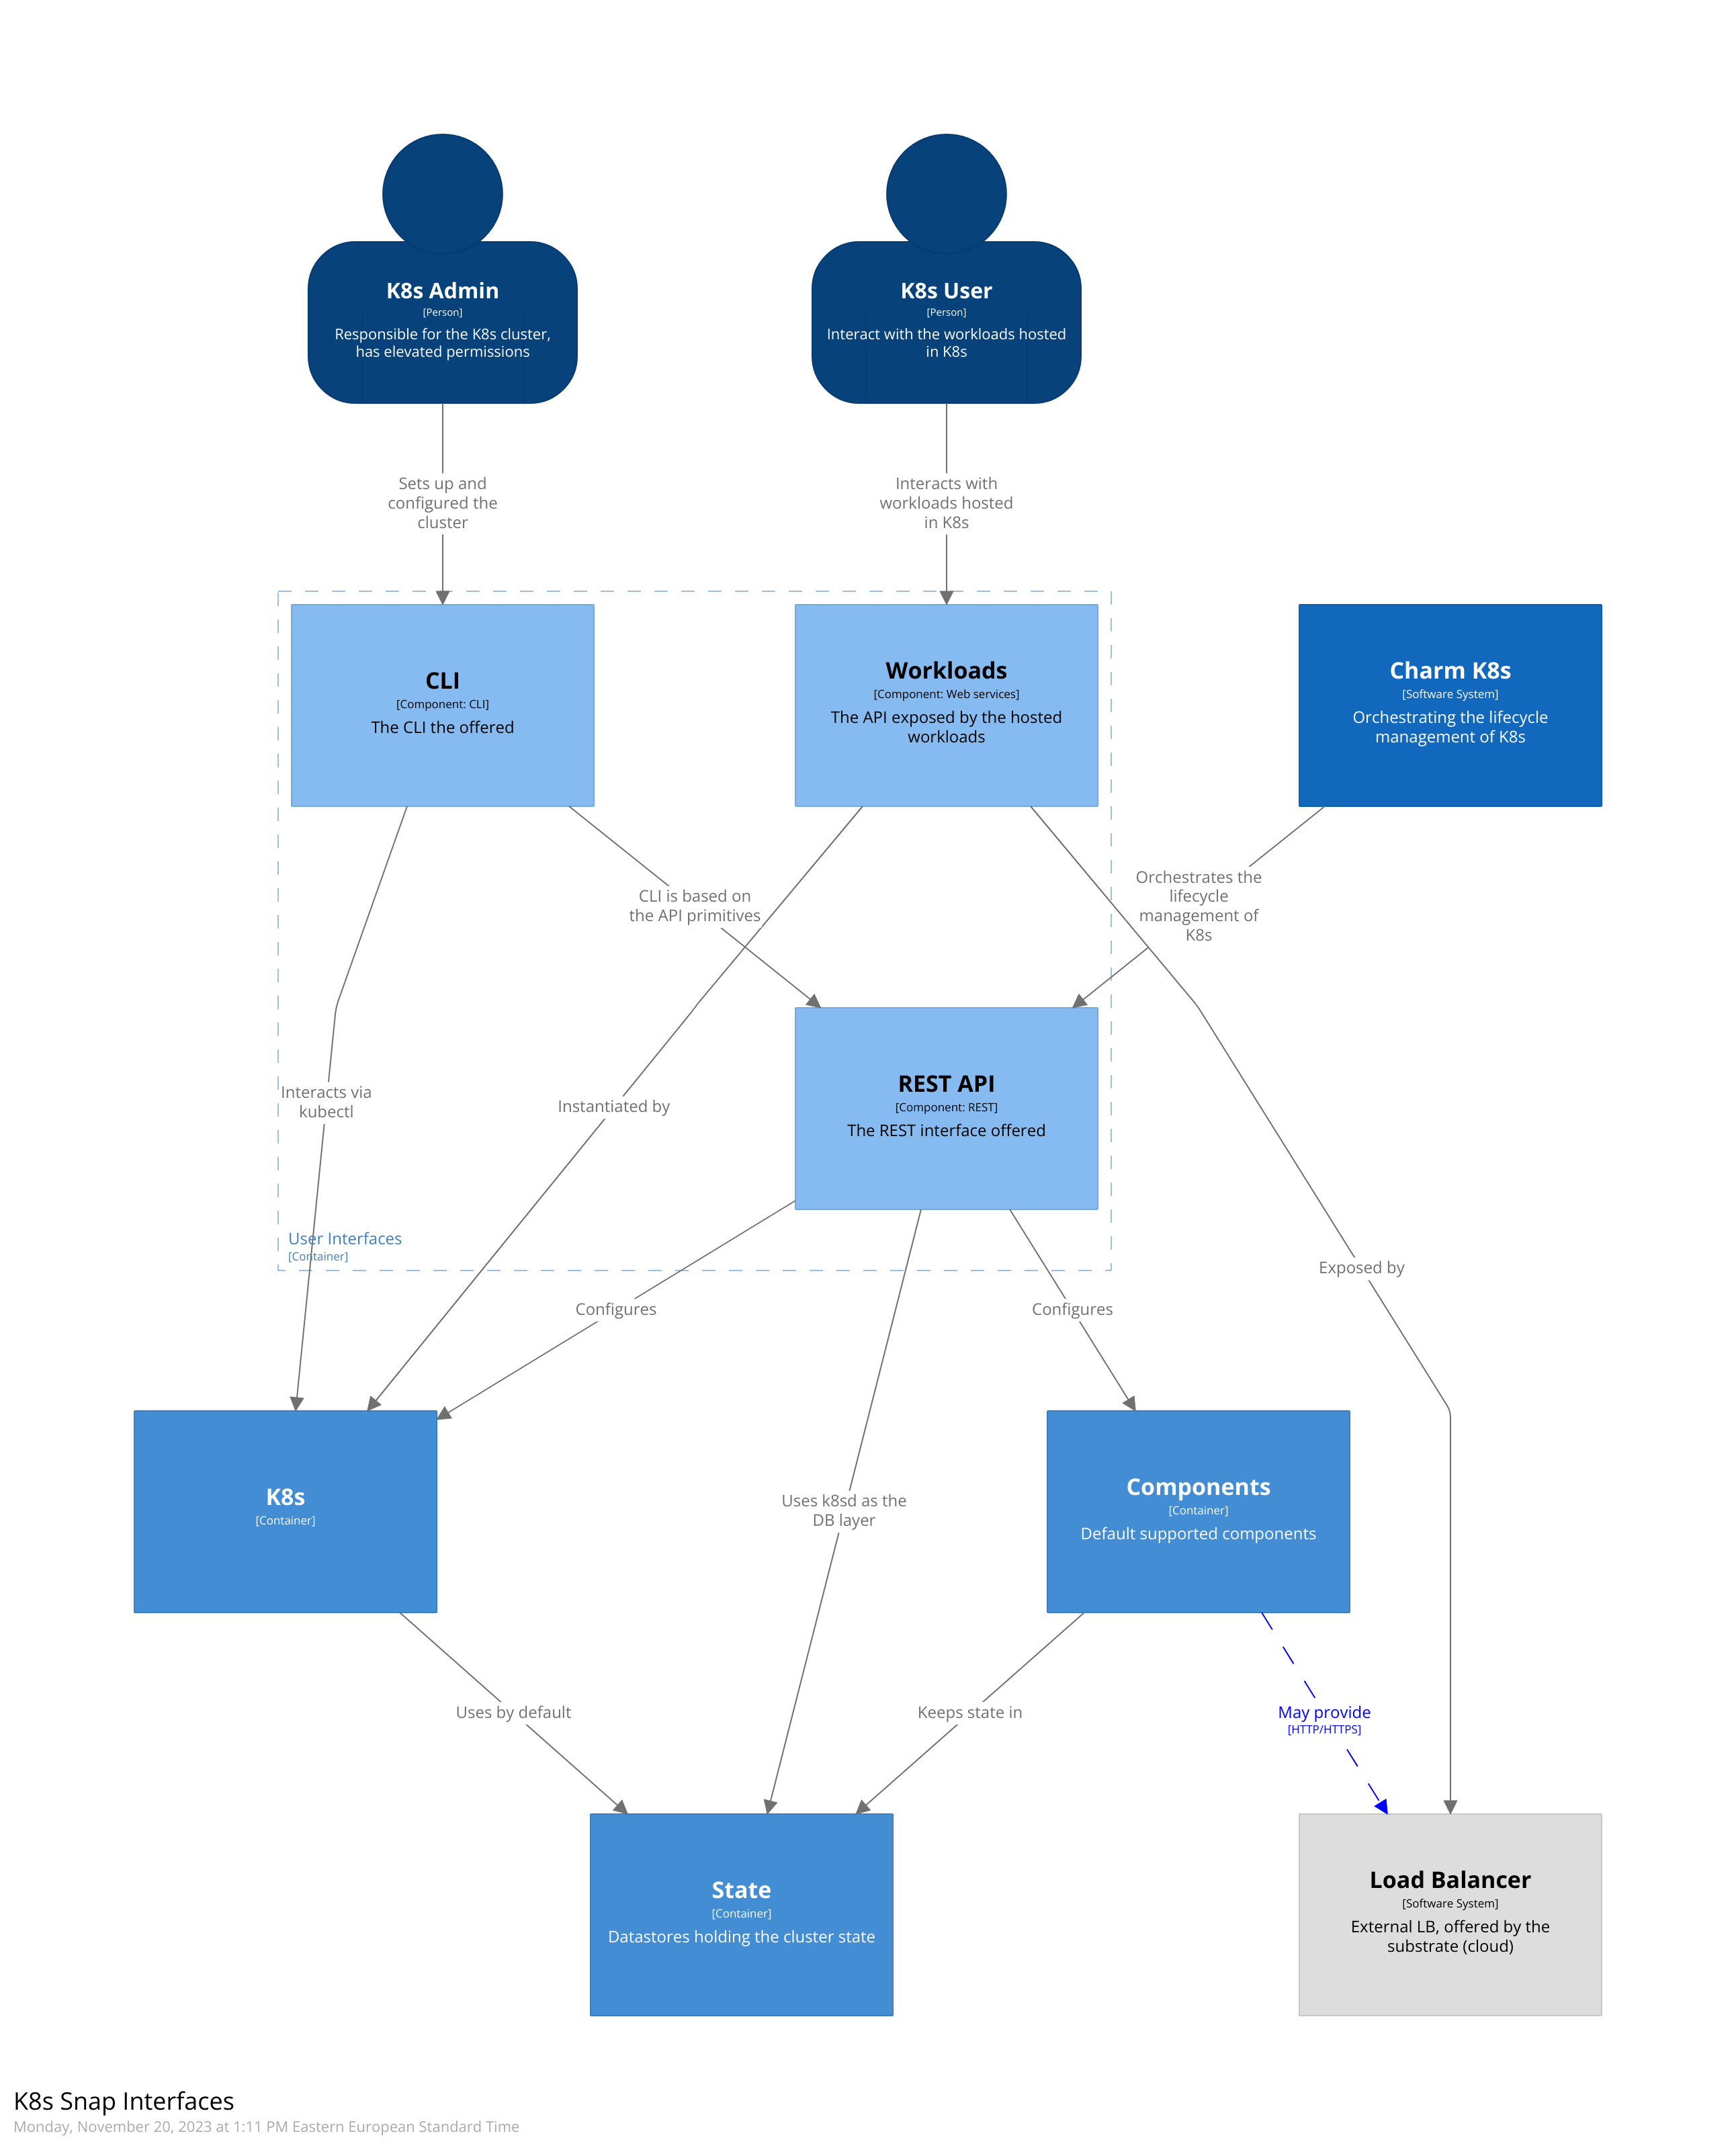 K8s Admin
[Person]
Responsible for the K8s cluster,
has elevated permissions
K8s User
[Person]
Interact with the workloads hosted
in K8s
Sets up and
configured the
cluster
Interacts with
workloads hosted
in K8s
CLI
[Component: CLI]
The CLI the offered
Workloads
[Component: Web services]
The API exposed by the hosted
workloads
Charm K8s
[Software System]
Orchestrating the lifecycle
management of K8s
CLI is based on
the API primitives
Orchestrates the
lifecycle
management of
K8s
REST API
[Component: REST]
The REST interface offered
Interacts via
kubectl
Instantiated by
User Interfaces
[Container]
Exposed by
Configures
Configures
K8s
[Container]
Uses k8sd as the
DB layer
Components
[Container]
Default supported components
Uses by default
Keeps state in
May provide
[HTTP/HTTPS]
State
[Container]
Datastores holding the cluster state
Load Balancer
[Software System]
External LB, offered by the
substrate (cloud)
K8s Snap Interfaces
Monday, November 20, 2023 at 1:11 PM Eastern European Standard Time